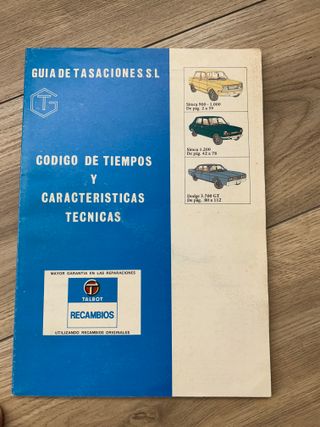 GUIA DE TASACIONES S.L
GT
CODIGO DE TIEMPOS
Y
CARACTERISTICAS
TECNICAS
MAYOR GARANTIA EN LAS REPARACIONES
TALBOT
RECAMBIOS
UTILIZANDO RECAMBIOS ORIGINALES
Simca 900 - 1.000
De pág. 2 a 39
Simca 1.200
De pág. 42 a 78
Dodge 3.700 GT
De pág. 80 a 112